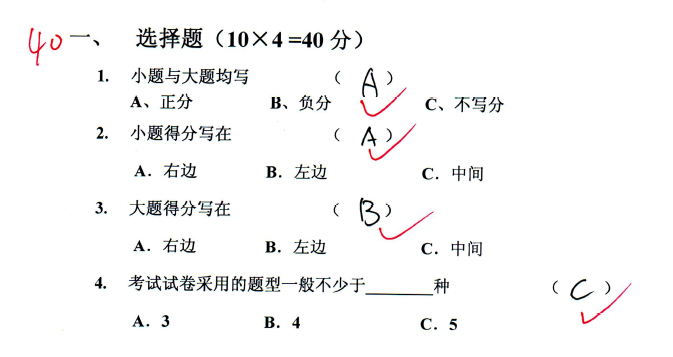 40 一、 选择题（10×4=40 分）
1. 小题与大题均写 （ A ）
A、正分 B、负分 C、不写分
2. 小题得分写在 （ A ）
A．右边 B．左边 C．中间
3. 大题得分写在 （ B ）
A．右边 B．左边 C．中间
4. 考试试卷采用的题型一般不少于______种 （ C ）
A．3 B．4 C．5